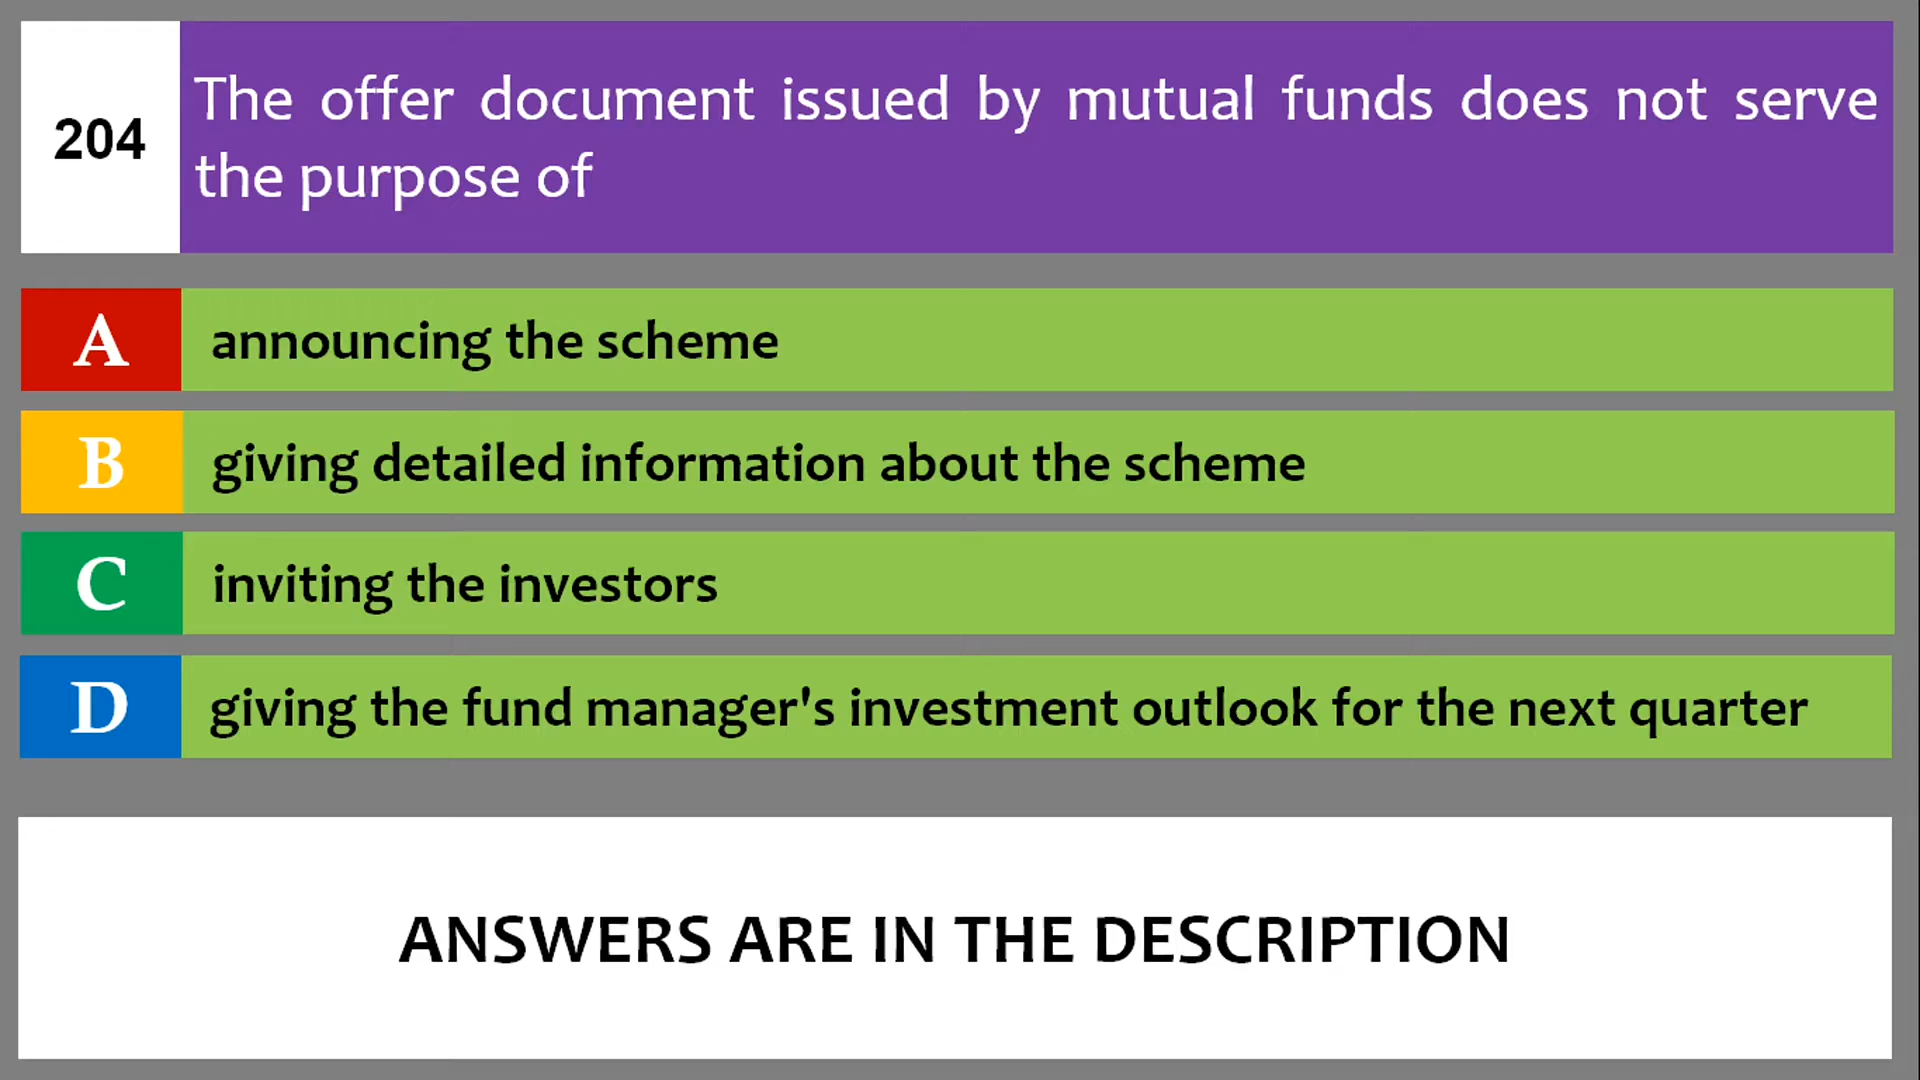 204
The offer document issued by mutual funds does not serve
the purpose of
A
announcing the scheme
B
giving detailed information about the scheme
C
inviting the investors
D
giving the fund manager's investment outlook for the next quarter
ANSWERS ARE IN THE DESCRIPTION